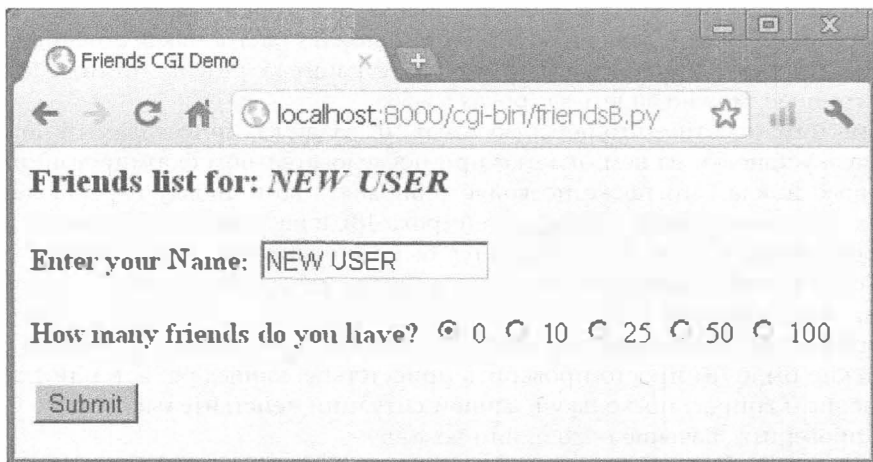 Friends CGI Demo
localhost:8000/cgi-bin/friendsB.py
Friends list for: NEW USER
Enter your Name: NEW USER
How many friends do you have? 0 10 25 50 100
Submit